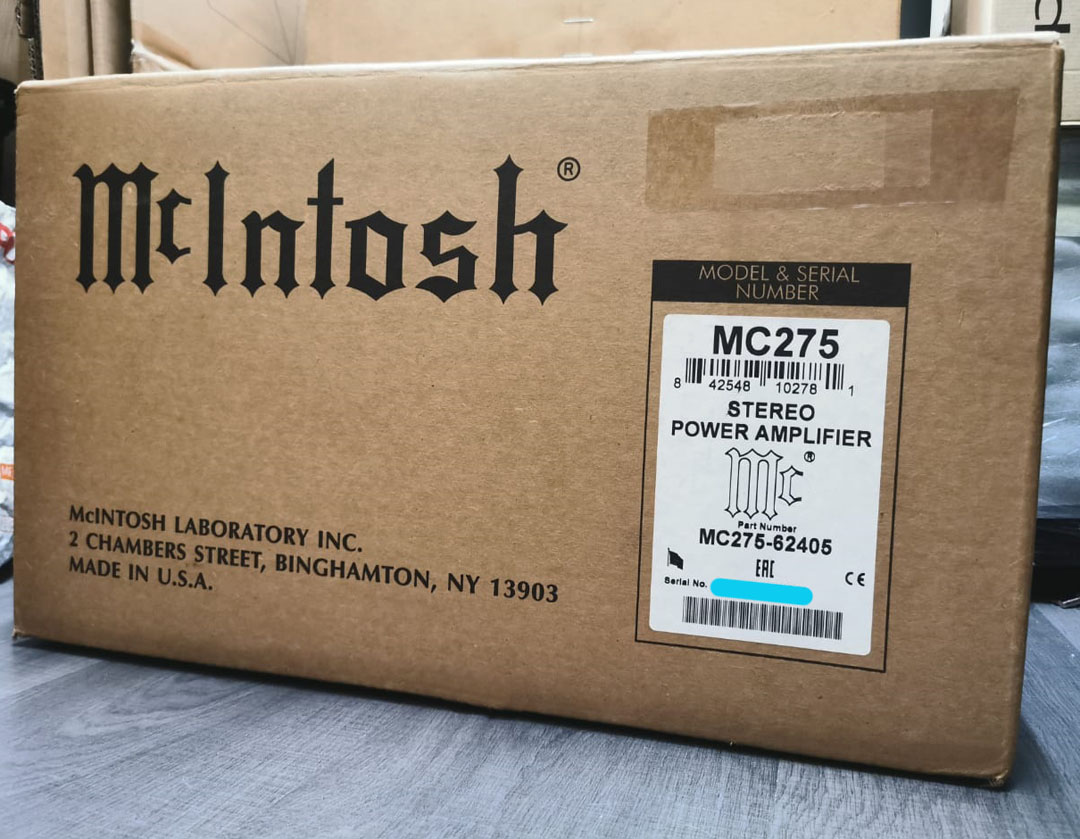 McIntosh®
MODEL & SERIAL
NUMBER
MC275
8 42548 10278 1
STEREO
POWER AMPLIFIER
Mc®
Part Number
MC275-62405
EAC
CE
Serial No.
McINTOSH LABORATORY INC.
2 CHAMBERS STREET, BINGHAMTON, NY 13903
MADE IN U.S.A.